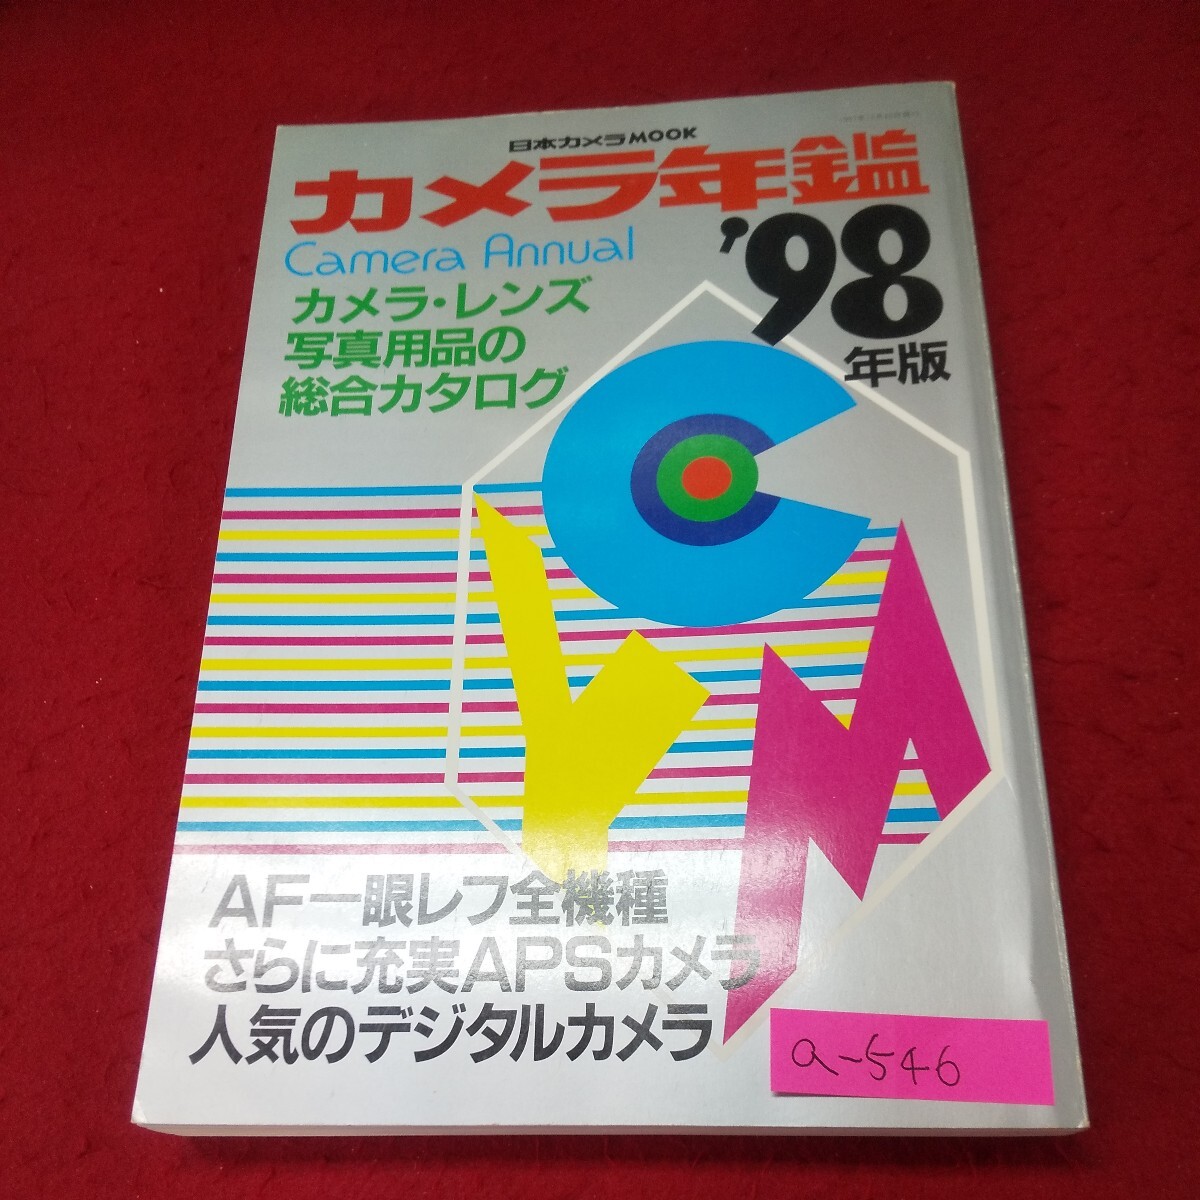 日本カメラMOOK
カメラ年鑑
'98
年版
Camera Annual
カメラ・レンズ
写真用品の
総合カタログ
C
Y M
AF一眼レフ全機種
さらに充実APSカメラ
人気のデジタルカメラ
a-546